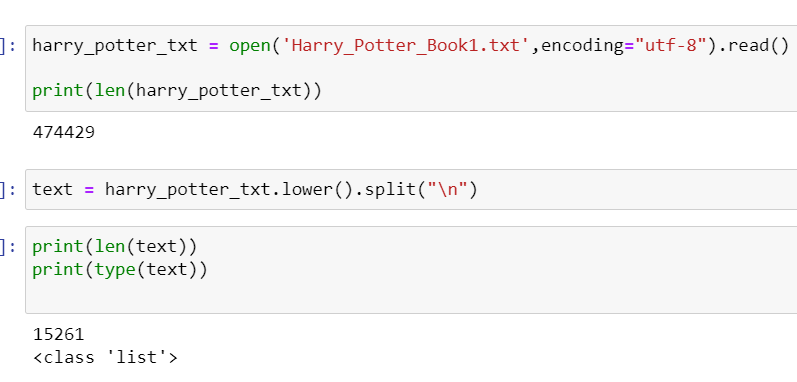 ]: harry_potter_txt = open('Harry_Potter_Book1.txt',encoding="utf-8").read()
print(len(harry_potter_txt))
474429
]: text = harry_potter_txt.lower().split("\n")
]: print(len(text))
print(type(text))
15261
<class 'list'>